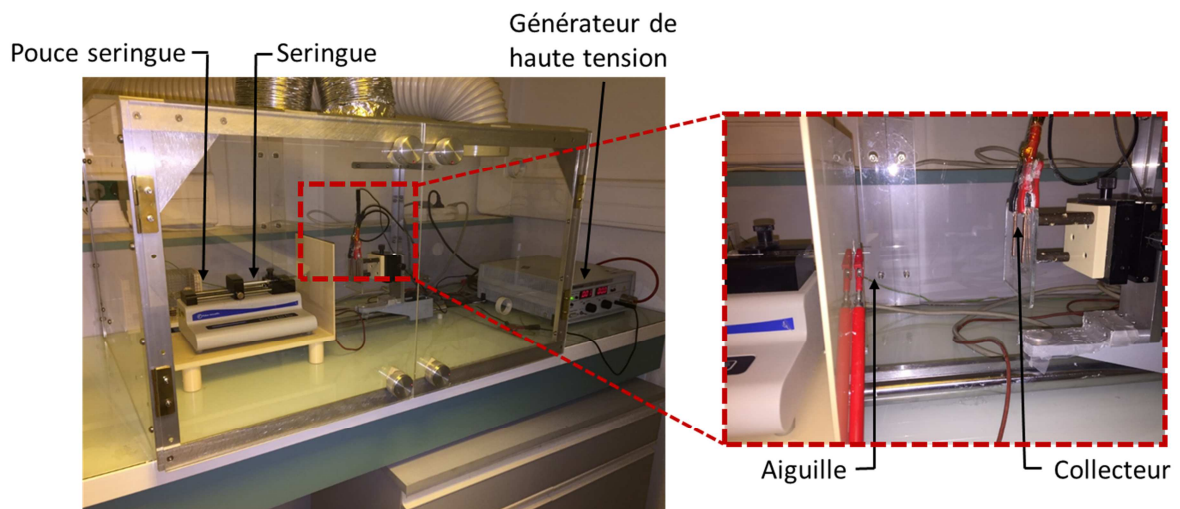 Générateur de
haute tension
Pouce seringue
Seringue
Aiguille
Collecteur